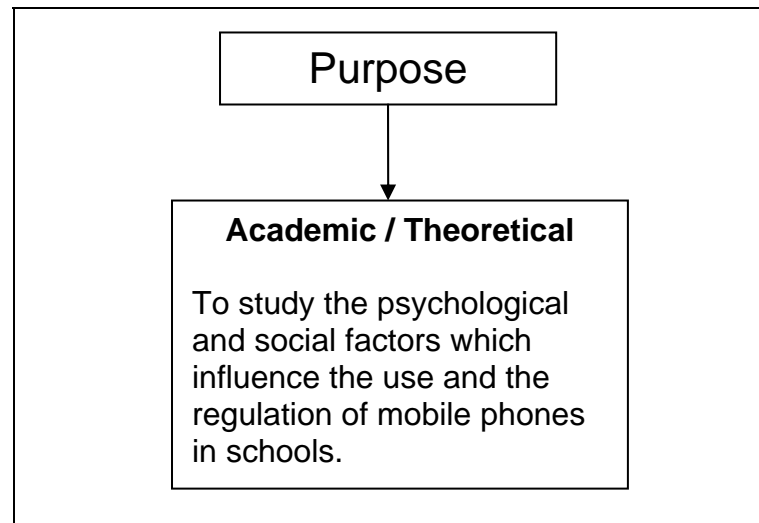 Purpose
Academic / Theoretical
To study the psychological
and social factors which
influence the use and the
regulation of mobile phones
in schools.